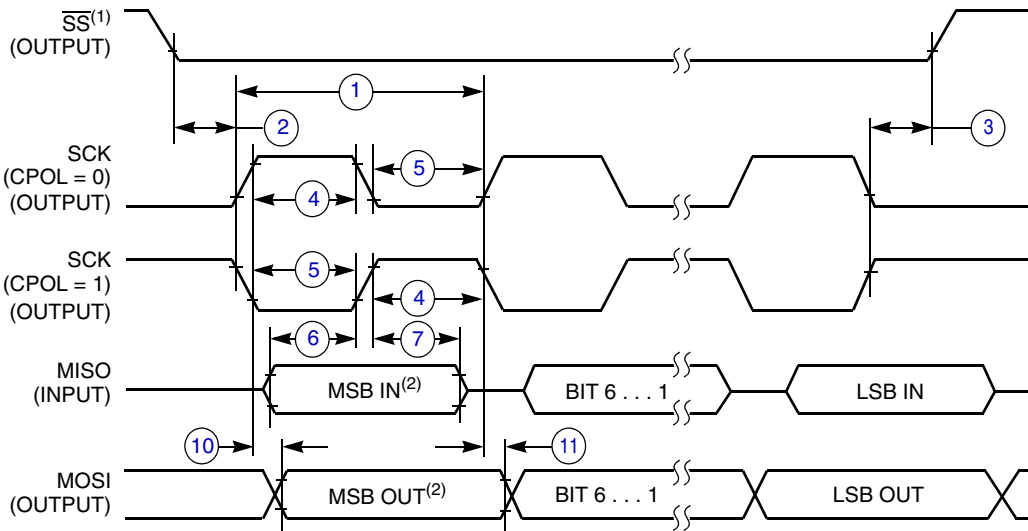 SS(1)
(OUTPUT)
1
2
3
SCK
(CPOL = 0)
(OUTPUT)
5
4
SCK
(CPOL = 1)
(OUTPUT)
5
4
6
7
MISO
(INPUT)
MSB IN(2)
BIT 6 . . . 1
LSB IN
10
11
MOSI
(OUTPUT)
MSB OUT(2)
BIT 6 . . . 1
LSB OUT